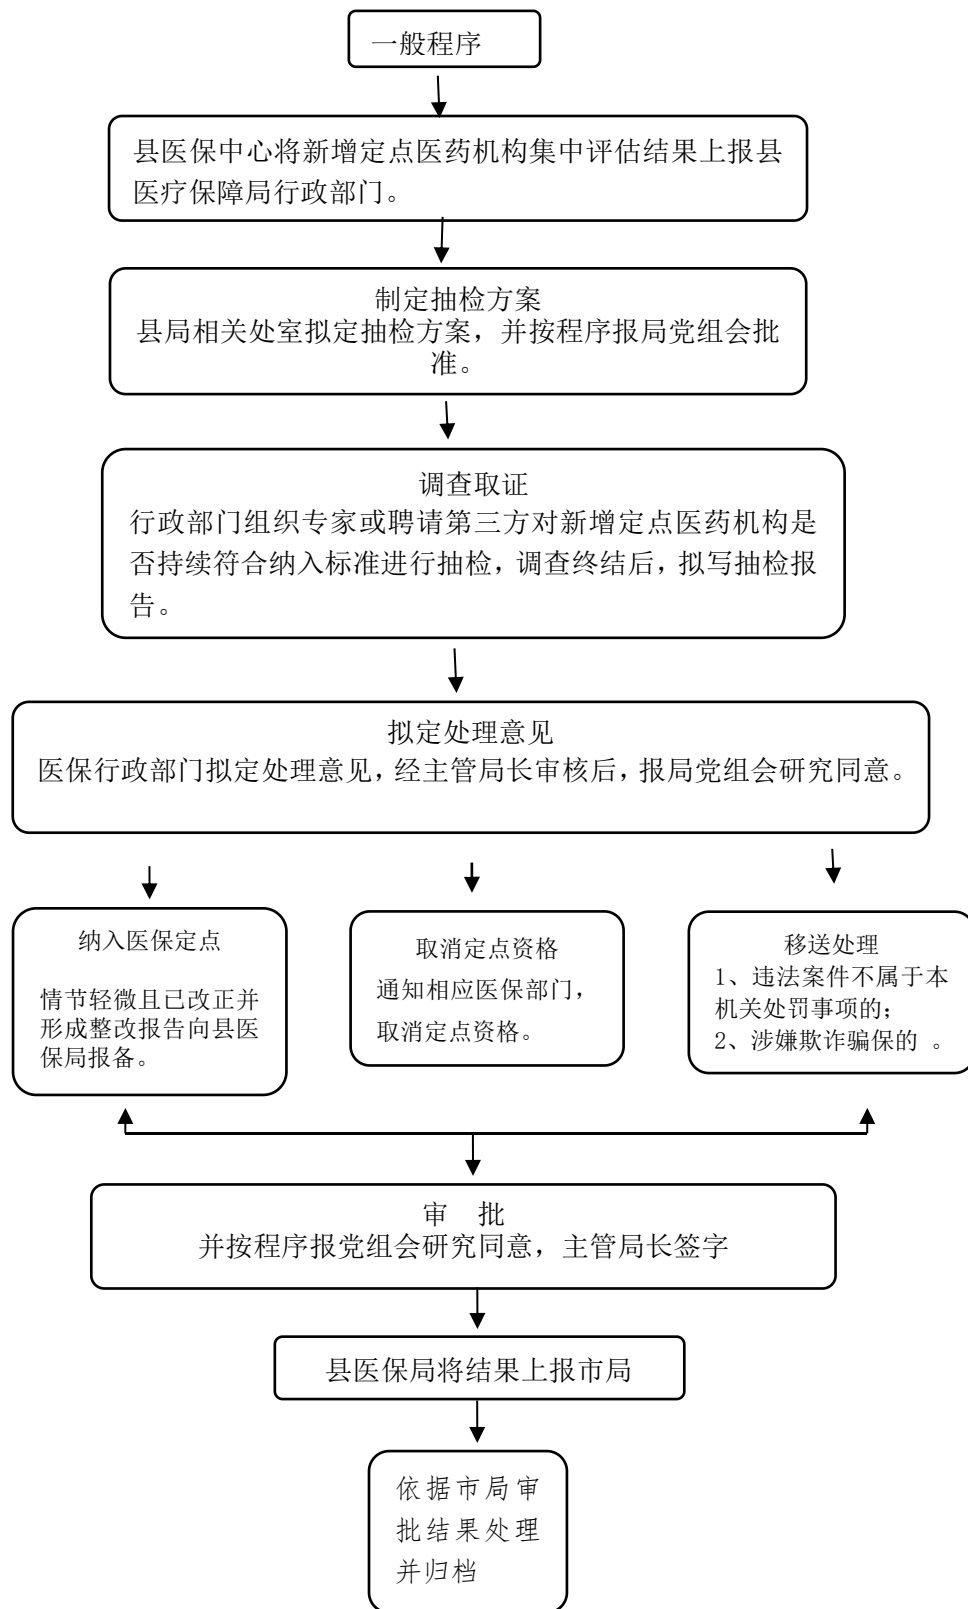 一般程序
县医保中心将新增定点医药机构集中评估结果上报县
医疗保障局行政部门。
制定抽检方案
县局相关处室拟定抽检方案，并按程序报局党组会批
准。
调查取证
行政部门组织专家或聘请第三方对新增定点医药机构是
否持续符合纳入标准进行抽检，调查终结后，拟写抽检报
告。
拟定处理意见
医保行政部门拟定处理意见，经主管局长审核后，报局党组会研究同意。
纳入医保定点
情节轻微且已改正并
形成整改报告向县医
保局报备。
取消定点资格
通知相应医保部门，
取消定点资格。
移送处理
1、违法案件不属于本
机关处罚事项的；
2、涉嫌欺诈骗保的 。
审 批
并按程序报党组会研究同意，主管局长签字
县医保局将结果上报市局
依据市局审
批结果处理
并归档